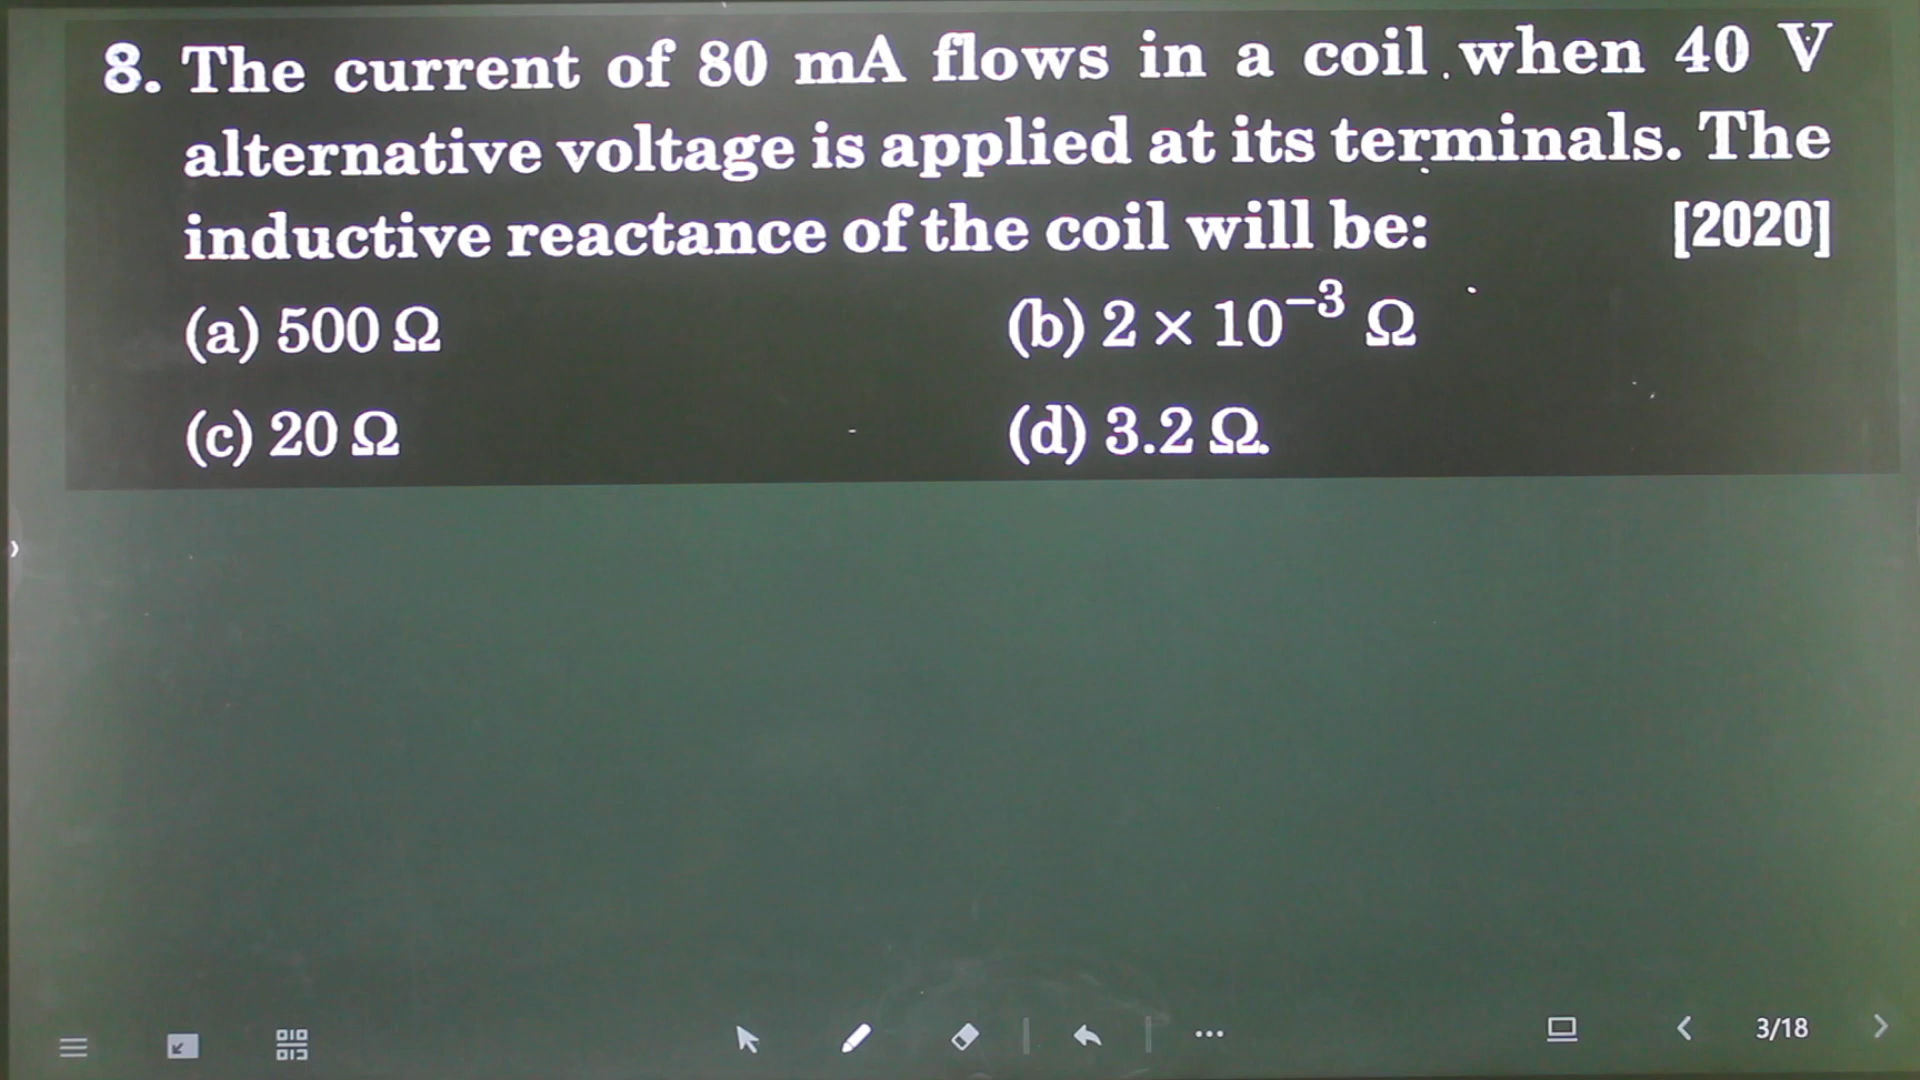 8. The current of 80 mA flows in a coil when 40 V
alternative voltage is applied at its terminals. The
inductive reactance of the coil will be: [2020]
(a) 500 Ω (b) 2 × 10⁻³ Ω
(c) 20 Ω (d) 3.2 Ω
3/18